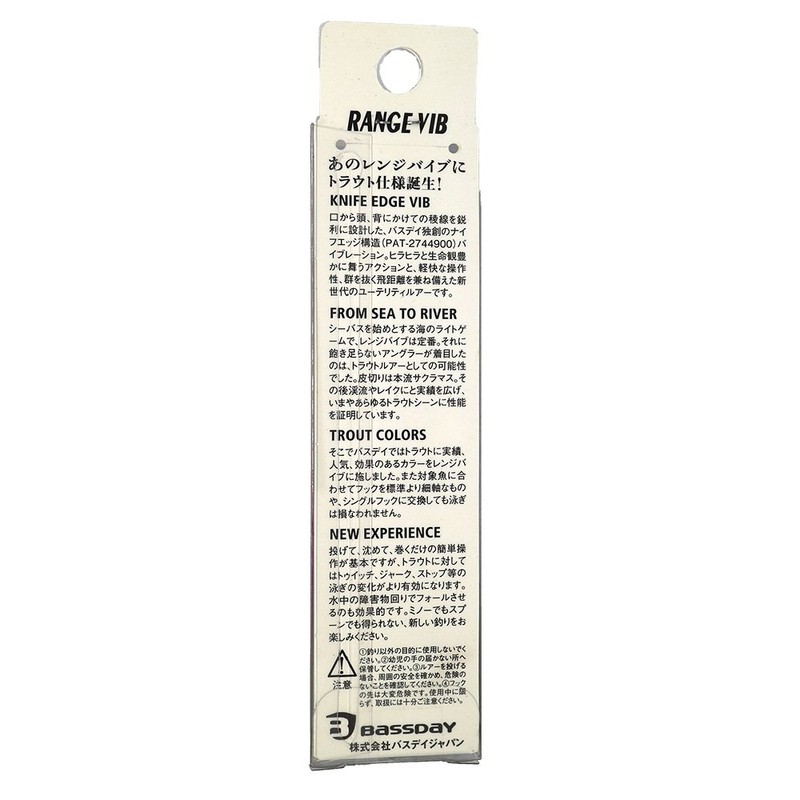 RANGE VIB
あのレンジバイブに
トラウト仕様誕生!
KNIFE EDGE VIB
口から頭、背にかけての稜線を鋭
利に設計した、バスデイ独創のナイ
フエッジ構造(PAT-2744900)バ
イブレーション。ヒラヒラと生命観豊
かに舞うアクションと、軽快な操作
性、群を抜く飛距離を兼ね備えた新
世代のユーテリティルアーです。
FROM SEA TO RIVER
シーバスを始めとする海のライトゲ
ームで、レンジバイブは定番。それに
飽き足らないアングラーが着目した
のは、トラウトルアーとしての可能性
でした。皮切りは本流サクラマス。そ
の後渓流やレイクにと実績を広げ、
いまやあらゆるトラウトシーンに性能
を証明しています。
TROUT COLORS
そこでバスデイではトラウトに実績、
人気、効果のあるカラーをレンジバ
イブに施しました。また対象魚に合
わせてフックを標準より細軸なもの
や、シングルフックに交換しても泳ぎ
は損なわれません。
NEW EXPERIENCE
投げて、沈めて、巻くだけの簡単操
作が基本ですが、トラウトに対して
はトゥイッチ、ジャーク、ストップ等の
泳ぎの変化がより有効になります。
水中の障害物回りでフォールさせ
るのも効果的です。ミノーでもスプ
ーンでも得られない、新しい釣りをお
楽しみください。
注意
①釣り以外の目的に使用しないでく
ださい。②幼児の手の届かない所へ
保管してください。③ルアーを投げる
場合、周囲の安全を確かめ、危険の
ないことを確認してください。④フック
の先は大変危険です。使用中に限
らず、取扱には十分ご注意ください。
BASSDAY
株式会社バスデイジャパン